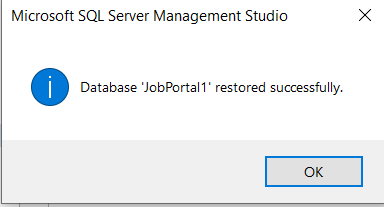 Microsoft SQL Server Management Studio
Database 'JobPortal1' restored successfully.
OK